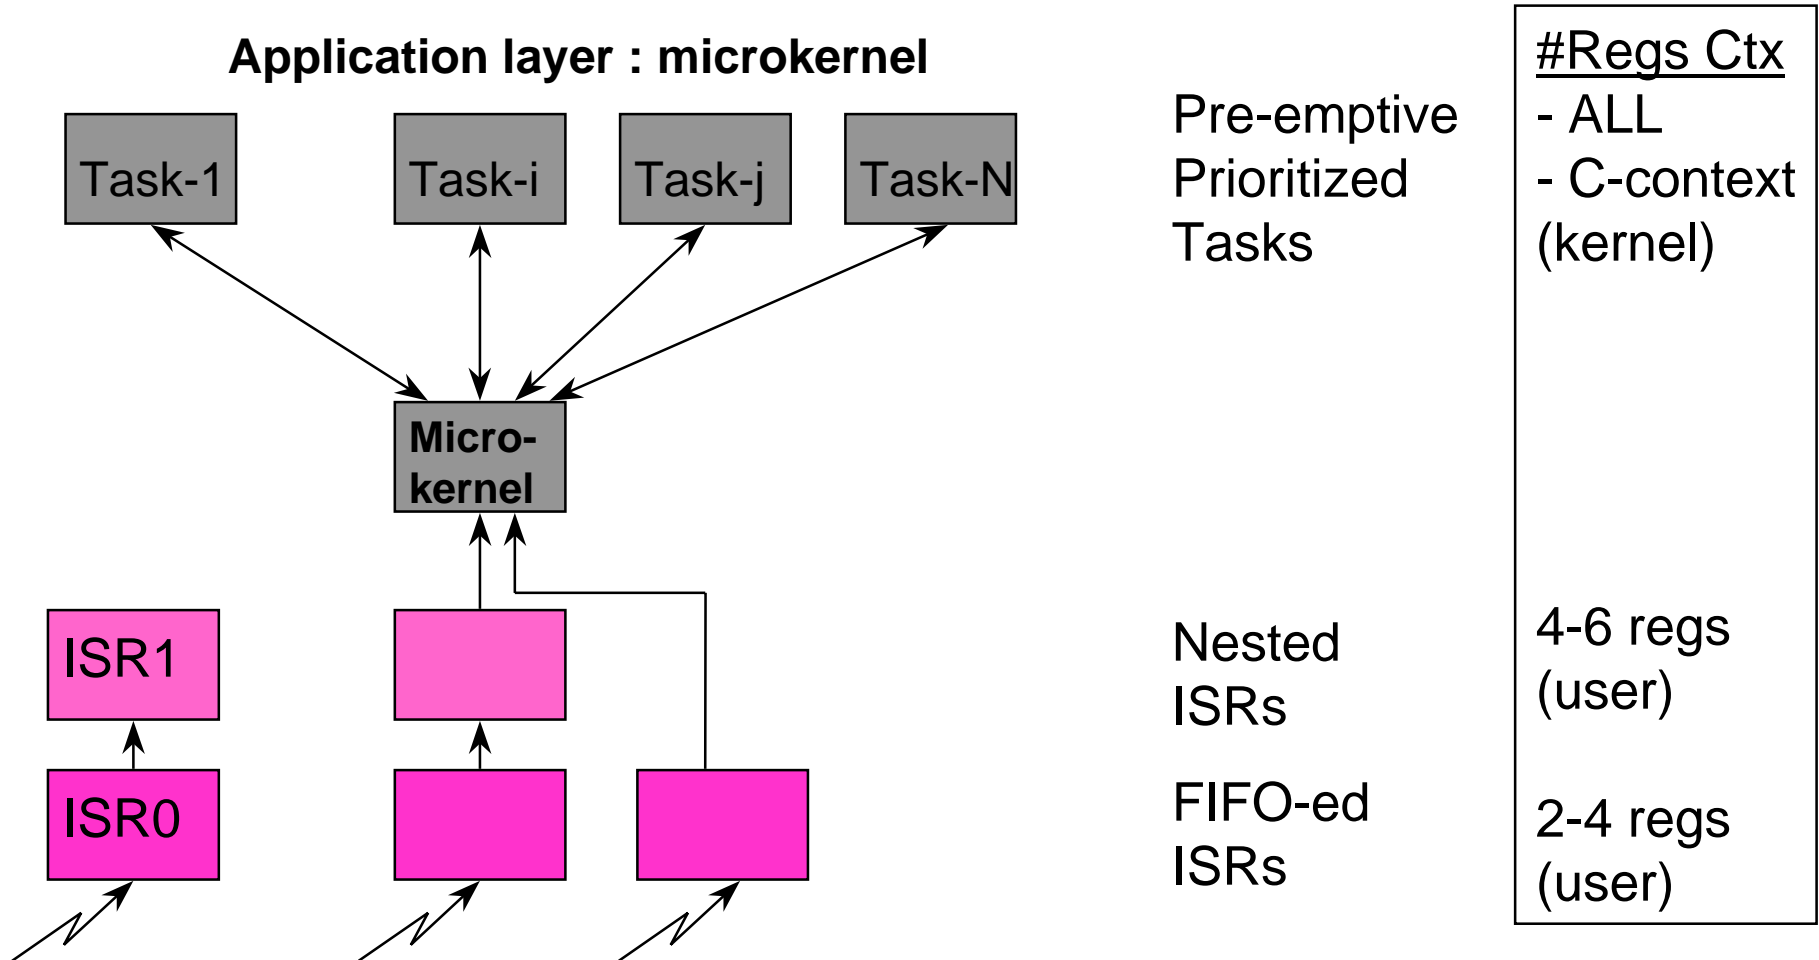 Application layer : microkernel
Task-1
Task-i
Task-j
Task-N
Micro-
kernel
ISR1
ISR0
Pre-emptive
Prioritized
Tasks
Nested
ISRs
FIFO-ed
ISRs
#Regs Ctx
- ALL
- C-context
(kernel)
4-6 regs
(user)
2-4 regs
(user)